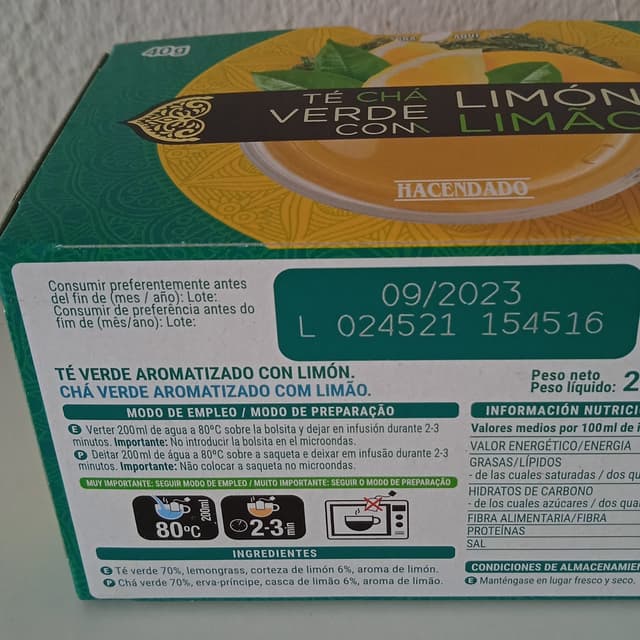 40g
TÉ CHÁ LIMÓN
VERDE COM LIMÃO
CON
HACENDADO
Consumir preferentemente antes
del fin de (mes / año): Lote:
Consumir de preferência antes do
fim de (mês/ano): Lote:
09/2023
L 024521 154516
TÉ VERDE AROMATIZADO CON LIMÓN.
CHÁ VERDE AROMATIZADO COM LIMÃO.
Peso neto
Peso líquido: 2
MODO DE EMPLEO / MODO DE PREPARAÇÃO
E Verter 200ml de agua a 80ºC sobre la bolsita y dejar en infusión durante 2-3
minutos. Importante: No introducir la bolsita en el microondas.
P Deitar 200ml de água a 80ºC sobre a saqueta e deixar em infusão durante 2-3
minutos. Importante: Não colocar a saqueta no microondas.
MUY IMPORTANTE: SEGUIR MODO DE EMPLEO / MUITO IMPORTANTE: SEGUIR O MODO DE PREPARAÇÃO
80ºC 200ml
2-3 min
INGREDIENTES
E Té verde 70%, lemongrass, corteza de limón 6%, aroma de limón.
P Chá verde 70%, erva-príncipe, casca de limão 6%, aroma de limão.
INFORMACIÓN NUTRICI
Valores medios por 100ml de i
VALOR ENERGÉTICO/ENERGIA
GRASAS/LÍPIDOS
- de las cuales saturadas / dos qu
HIDRATOS DE CARBONO
- de los cuales azúcares / dos qua
FIBRA ALIMENTARIA/FIBRA
PROTEÍNAS
SAL
CONDICIONES DE ALMACENAMIEN
E Manténgase en lugar fresco y seco.